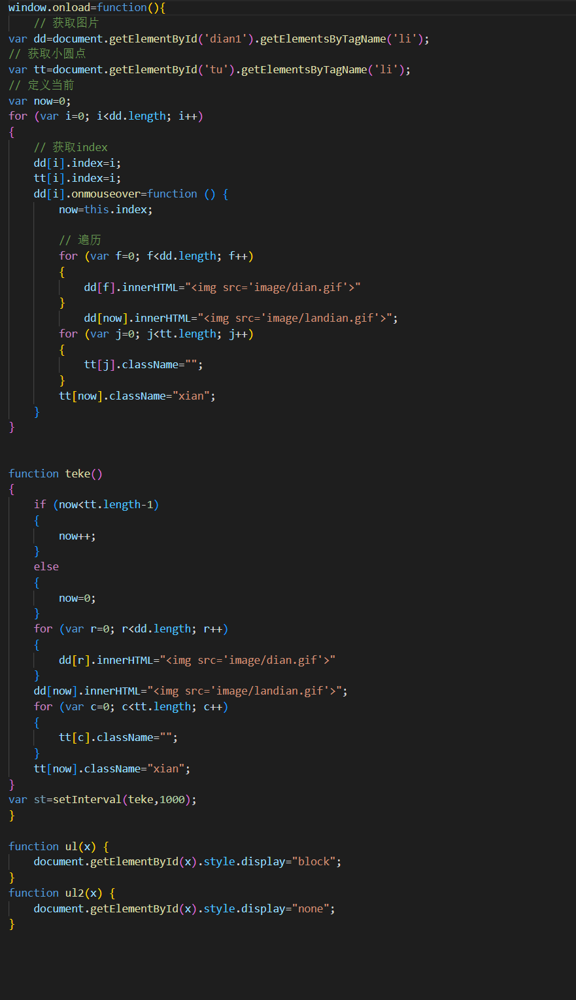 window.onload=function(){
    // 获取图片
var dd=document.getElementById('dian1').getElementsByTagName('li');
// 获取小圆点
var tt=document.getElementById('tu').getElementsByTagName('li');
// 定义当前
var now=0;
for (var i=0; i<dd.length; i++)
{
    // 获取index
    dd[i].index=i;
    tt[i].index=i;
    dd[i].onmouseover=function () {
        now=this.index;

        // 遍历
        for (var f=0; f<dd.length; f++)
        {
            dd[f].innerHTML="<img src='image/dian.gif'>"
        }
            dd[now].innerHTML="<img src='image/landian.gif'>";
        for (var j=0; j<tt.length; j++)
        {
            tt[j].className="";
        }
        tt[now].className="xian";
    }
}


function teke()
{
    if (now<tt.length-1)
    {
        now++;
    }
    else
    {
        now=0;
    }
    for (var r=0; r<dd.length; r++)
    {
        dd[r].innerHTML="<img src='image/dian.gif'>"
    }
    dd[now].innerHTML="<img src='image/landian.gif'>";
    for (var c=0; c<tt.length; c++)
    {
        tt[c].className="";
    }
    tt[now].className="xian";
}
var st=setInterval(teke,1000);
}

function ul(x) {
    document.getElementById(x).style.display="block";
}
function ul2(x) {
    document.getElementById(x).style.display="none";
}